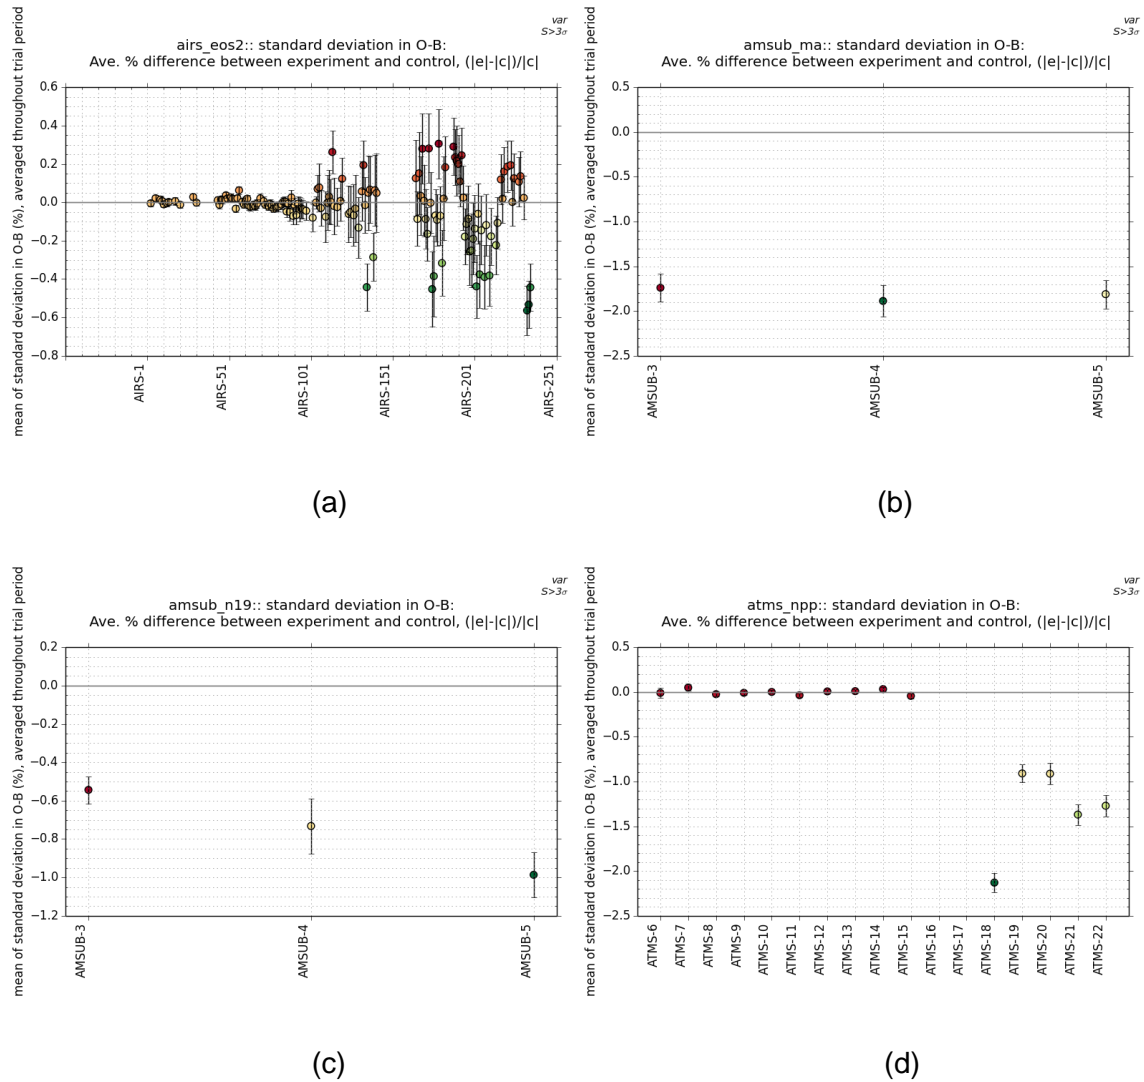 var
S>3σ
airs_eos2:: standard deviation in O-B:
Ave. % difference between experiment and control, (|e|-|c|)/|c|
mean of standard deviation in O-B (%), averaged throughout trial period
0.6
0.4
0.2
0.0
−0.2
−0.4
−0.6
−0.8
AIRS-1
AIRS-51
AIRS-101
AIRS-151
AIRS-201
AIRS-251
(a)
var
S>3σ
amsub_ma:: standard deviation in O-B:
Ave. % difference between experiment and control, (|e|-|c|)/|c|
mean of standard deviation in O-B (%), averaged throughout trial period
0.5
0.0
−0.5
−1.0
−1.5
−2.0
−2.5
AMSUB-3
AMSUB-4
AMSUB-5
(b)
var
S>3σ
amsub_n19:: standard deviation in O-B:
Ave. % difference between experiment and control, (|e|-|c|)/|c|
mean of standard deviation in O-B (%), averaged throughout trial period
0.2
0.0
−0.2
−0.4
−0.6
−0.8
−1.0
−1.2
AMSUB-3
AMSUB-4
AMSUB-5
(c)
var
S>3σ
atms_npp:: standard deviation in O-B:
Ave. % difference between experiment and control, (|e|-|c|)/|c|
mean of standard deviation in O-B (%), averaged throughout trial period
0.5
0.0
−0.5
−1.0
−1.5
−2.0
−2.5
ATMS-6
ATMS-7
ATMS-8
ATMS-9
ATMS-10
ATMS-11
ATMS-12
ATMS-13
ATMS-14
ATMS-15
ATMS-16
ATMS-17
ATMS-18
ATMS-19
ATMS-20
ATMS-21
ATMS-22
(d)